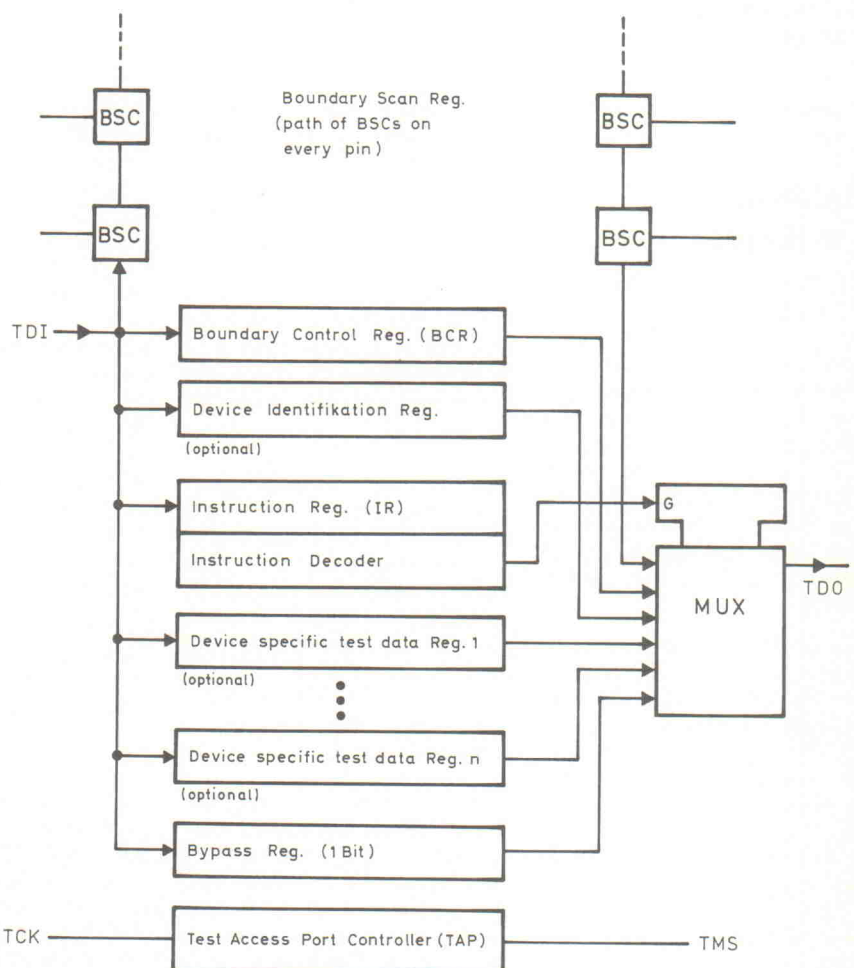 Boundary Scan Reg.
(path of BSCs on
every pin)
BSC
BSC
BSC
BSC
TDI
Boundary Control Reg. (BCR)
Device Identifikation Reg.
(optional)
Instruction Reg. (IR)
G
Instruction Decoder
MUX
TDO
Device specific test data Reg. 1
(optional)
Device specific test data Reg. n
(optional)
Bypass Reg. (1 Bit)
TCK
Test Access Port Controller (TAP)
TMS